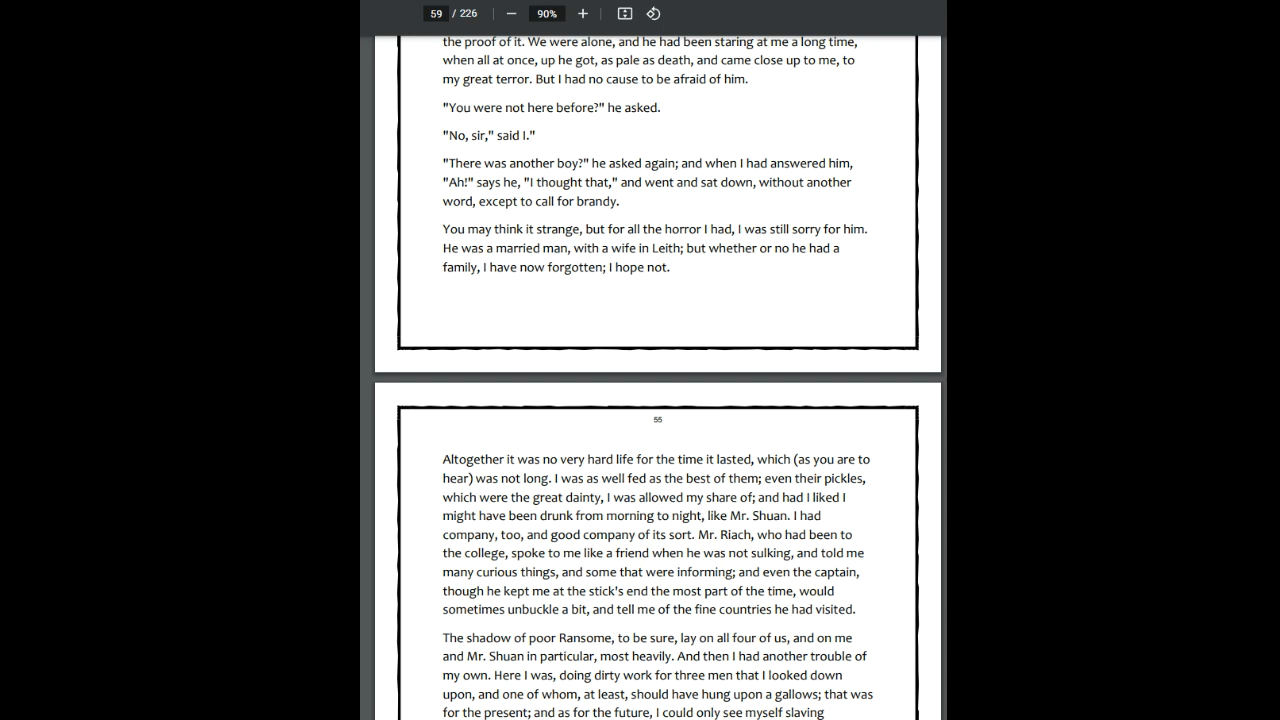 59 / 226 90%
the proof of it. We were alone, and he had been staring at me a long time,
when all at once, up he got, as pale as death, and came close up to me, to
my great terror. But I had no cause to be afraid of him.
"You were not here before?" he asked.
"No, sir," said I."
"There was another boy?" he asked again; and when I had answered him,
"Ah!" says he, "I thought that," and went and sat down, without another
word, except to call for brandy.
You may think it strange, but for all the horror I had, I was still sorry for him.
He was a married man, with a wife in Leith; but whether or no he had a
family, I have now forgotten; I hope not.
55
Altogether it was no very hard life for the time it lasted, which (as you are to
hear) was not long. I was as well fed as the best of them; even their pickles,
which were the great dainty, I was allowed my share of; and had I liked I
might have been drunk from morning to night, like Mr. Shuan. I had
company, too, and good company of its sort. Mr. Riach, who had been to
the college, spoke to me like a friend when he was not sulking, and told me
many curious things, and some that were informing; and even the captain,
though he kept me at the stick's end the most part of the time, would
sometimes unbuckle a bit, and tell me of the fine countries he had visited.
The shadow of poor Ransome, to be sure, lay on all four of us, and on me
and Mr. Shuan in particular, most heavily. And then I had another trouble of
my own. Here I was, doing dirty work for three men that I looked down
upon, and one of whom, at least, should have hung upon a gallows; that was
for the present; and as for the future, I could only see myself slaving